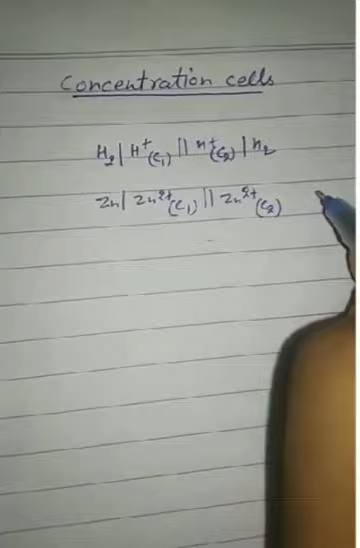 Concentration cells
H₂ | H⁺(C₁) || H⁺(C₂) | H₂
Zn | Zn²⁺(C₁) || Zn²⁺(C₂)